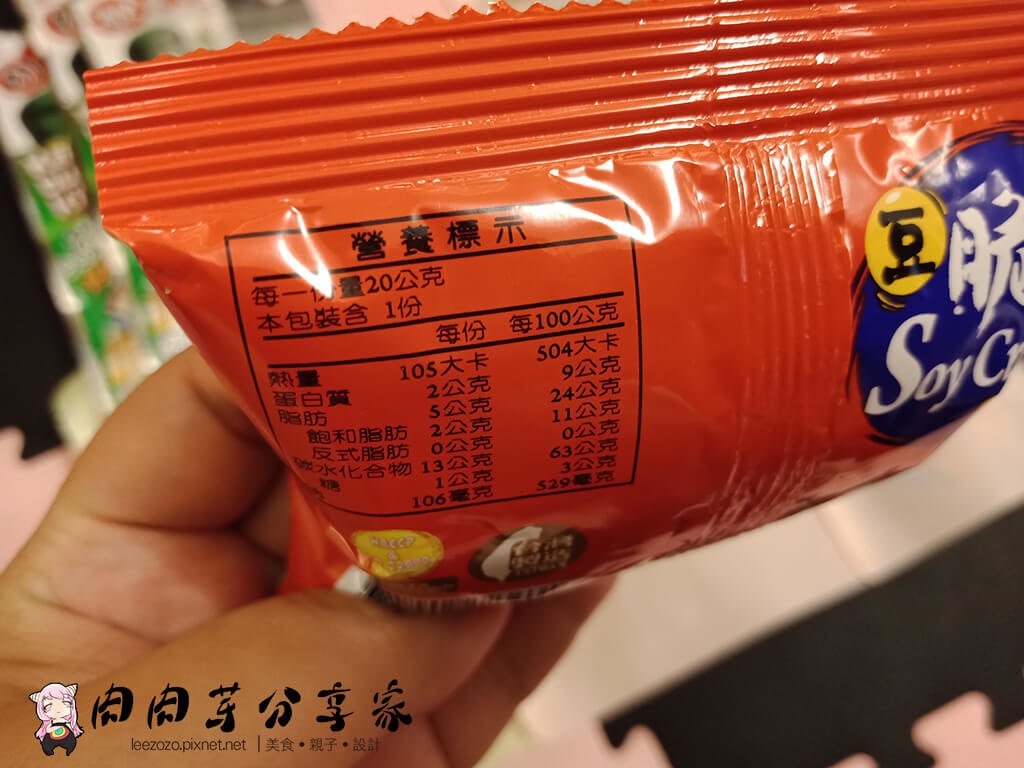 營養標示
每一份量20公克
本包裝含 1份
每份 每100公克
熱量 105大卡 504大卡
蛋白質 2公克 9公克
脂肪 5公克 24公克
飽和脂肪 2公克 11公克
反式脂肪 0公克 0公克
碳水化合物 13公克 63公克
糖 1公克 3公克
106毫克 529毫克
豆 脆
Soy Cr
肉肉芽分享家
leezozo.pixnet.net | 美食•親子•設計